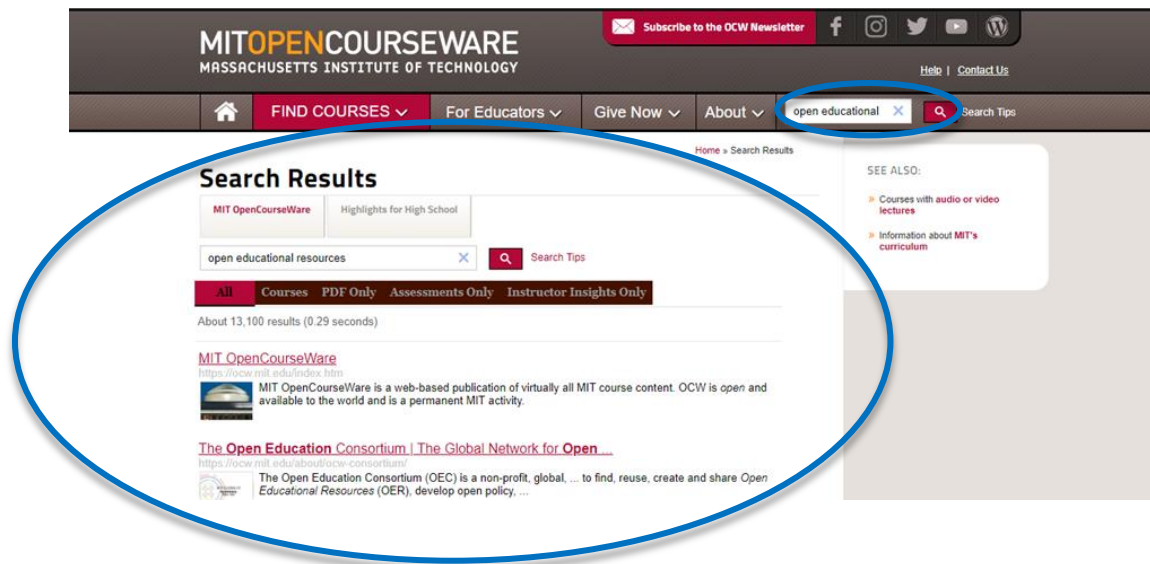 Subscribe to the OCW Newsletter
MITOPENCOURSEWARE
MASSACHUSETTS INSTITUTE OF TECHNOLOGY
Help | Contact Us
FIND COURSES For Educators Give Now About open educational Search Tips
Home » Search Results
Search Results
MIT OpenCourseWare Highlights for High School
open educational resources Search Tips
All Courses PDF Only Assessments Only Instructor Insights Only
About 13,100 results (0.29 seconds)
MIT OpenCourseWare
https://ocw.mit.edu/index.htm
MIT OpenCourseWare is a web-based publication of virtually all MIT course content. OCW is open and
available to the world and is a permanent MIT activity.
The Open Education Consortium | The Global Network for Open ...
https://ocw.mit.edu/about/ocw-consortium/
The Open Education Consortium (OEC) is a non-profit, global, ... to find, reuse, create and share Open
Educational Resources (OER), develop open policy, ...
SEE ALSO:
» Courses with audio or video
lectures
» Information about MIT's
curriculum